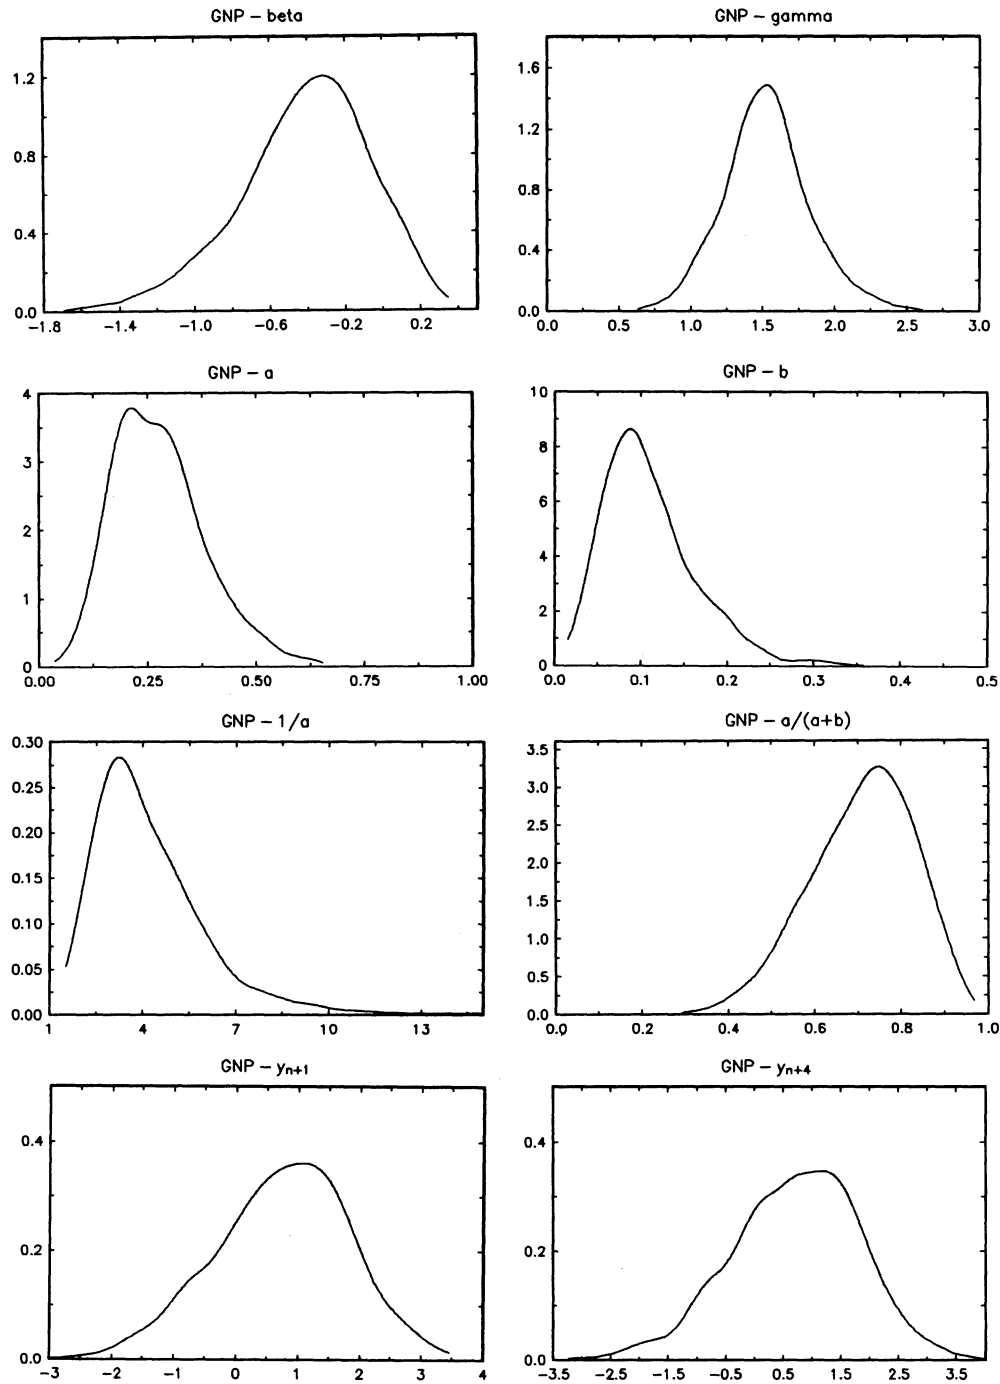 GNP – beta
1.2
0.8
0.4
0.0
−1.8 −1.4 −1.0 −0.6 −0.2 0.2
GNP – gamma
1.6
1.2
0.8
0.4
0.0
0.0 0.5 1.0 1.5 2.0 2.5 3.0
GNP – a
4
3
2
1
0
0.00 0.25 0.50 0.75 1.00
GNP – b
10
8
6
4
2
0
0.0 0.1 0.2 0.3 0.4 0.5
GNP – 1/a
0.30
0.25
0.20
0.15
0.10
0.05
0.00
1 4 7 10 13
GNP – a/(a+b)
3.5
3.0
2.5
2.0
1.5
1.0
0.5
0.0
0.0 0.2 0.4 0.6 0.8 1.0
GNP – yn+1
0.4
0.2
0.0
−3 −2 −1 0 1 2 3 4
GNP – yn+4
0.4
0.2
0.0
−3.5 −2.5 −1.5 −0.5 0.5 1.5 2.5 3.5